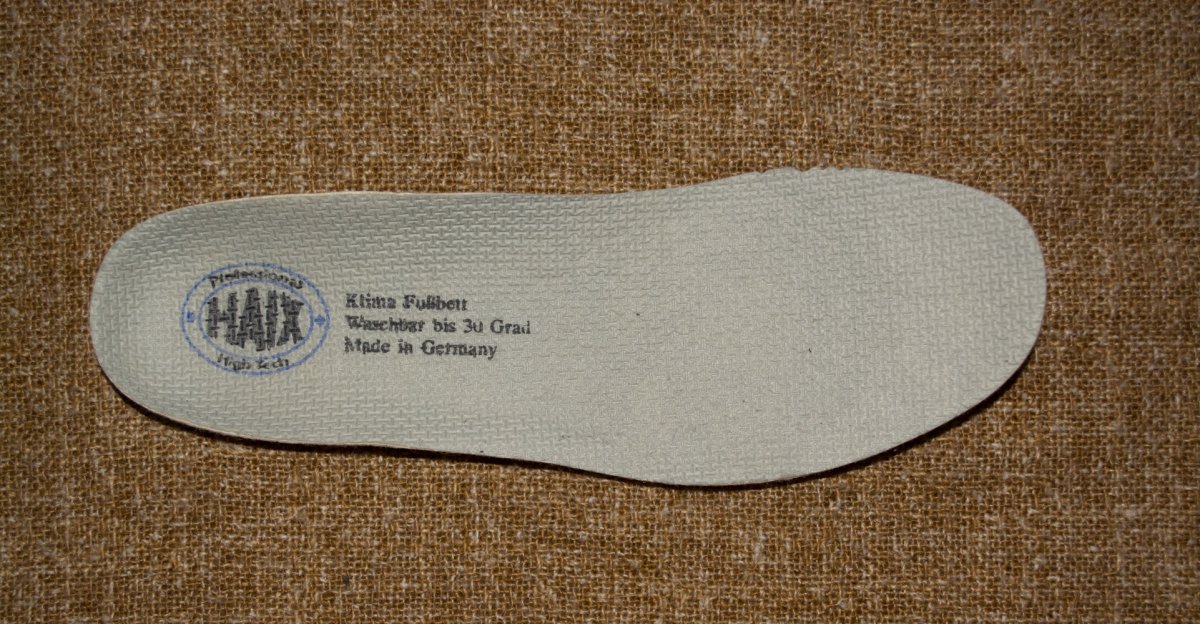 Professional
HAIX
High Tech
Klima Fußbett
Waschbar bis 30 Grad
Made in Germany